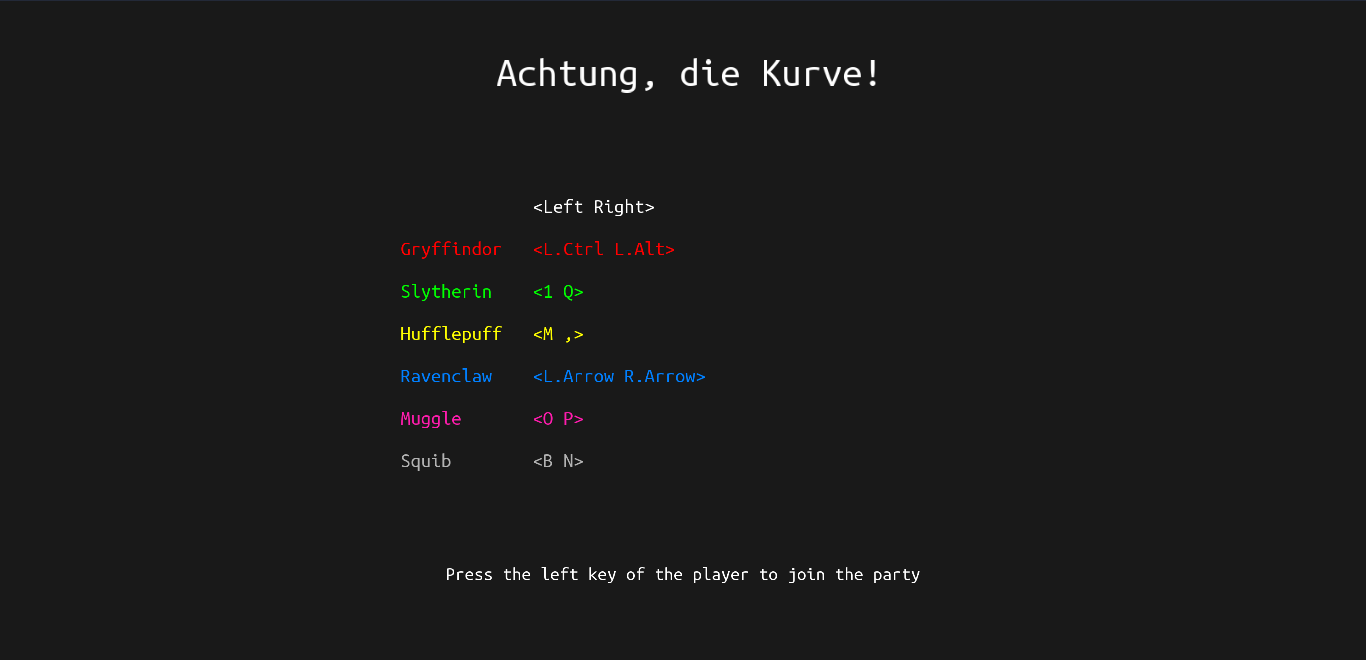 Achtung, die Kurve!
<Left Right>
Gryffindor <L.Ctrl L.Alt>
Slytherin <1 Q>
Hufflepuff <M ,>
Ravenclaw <L.Arrow R.Arrow>
Muggle <O P>
Squib <B N>
Press the left key of the player to join the party